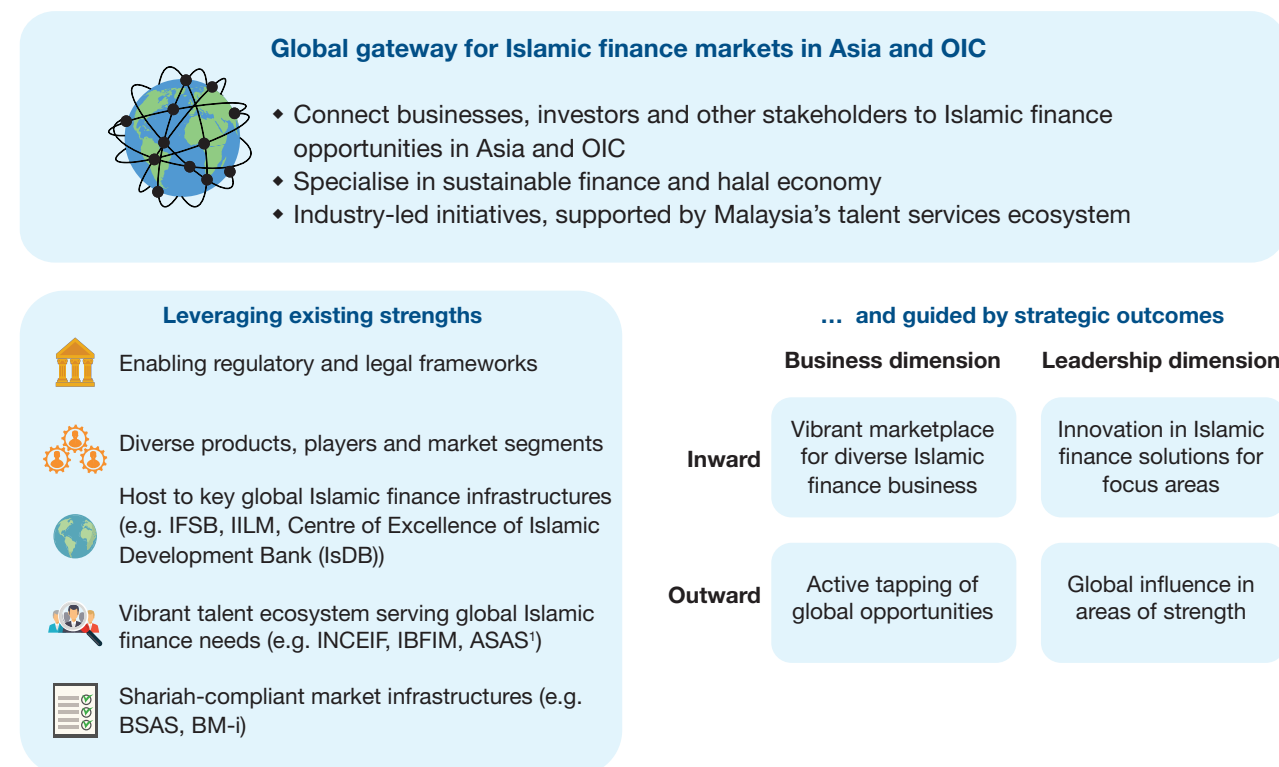 Global gateway for Islamic finance markets in Asia and OIC
◆ Connect businesses, investors and other stakeholders to Islamic finance
opportunities in Asia and OIC
◆ Specialise in sustainable finance and halal economy
◆ Industry-led initiatives, supported by Malaysia’s talent services ecosystem
Leveraging existing strengths
Enabling regulatory and legal frameworks
Diverse products, players and market segments
Host to key global Islamic finance infrastructures
(e.g. IFSB, IILM, Centre of Excellence of Islamic
Development Bank (IsDB))
Vibrant talent ecosystem serving global Islamic
finance needs (e.g. INCEIF, IBFIM, ASAS¹)
Shariah-compliant market infrastructures (e.g.
BSAS, BM-i)
… and guided by strategic outcomes
Business dimension
Leadership dimension
Inward
Vibrant marketplace
for diverse Islamic
finance business
Innovation in Islamic
finance solutions for
focus areas
Outward
Active tapping of
global opportunities
Global influence in
areas of strength